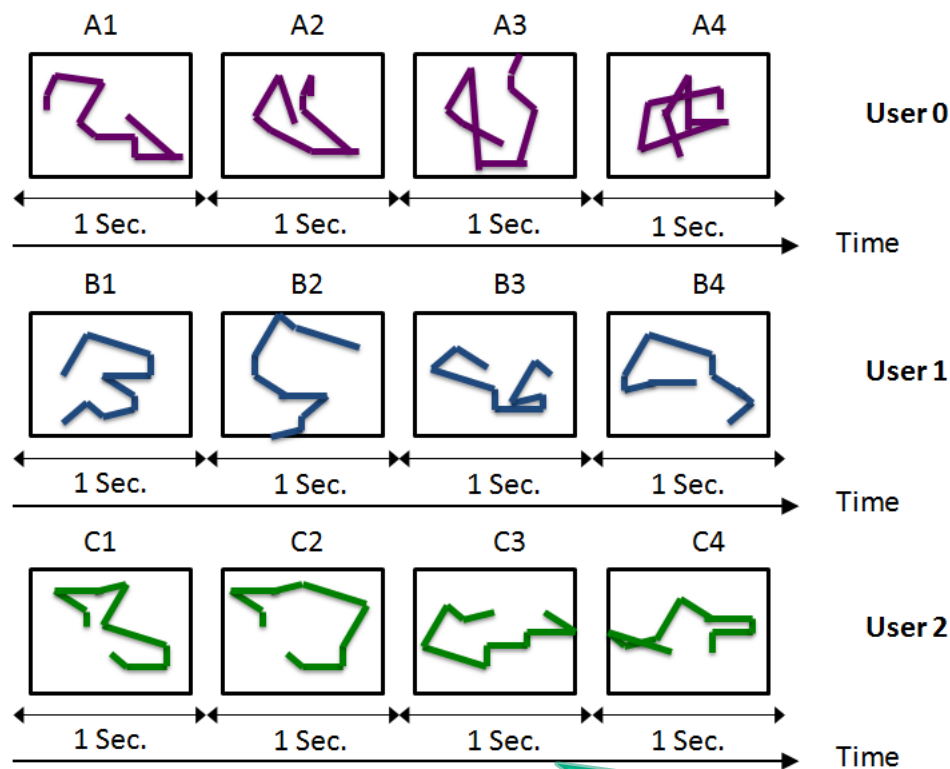 A1 A2 A3 A4
User 0
1 Sec. 1 Sec. 1 Sec. 1 Sec.
Time
B1 B2 B3 B4
User 1
1 Sec. 1 Sec. 1 Sec. 1 Sec.
Time
C1 C2 C3 C4
User 2
1 Sec. 1 Sec. 1 Sec. 1 Sec.
Time